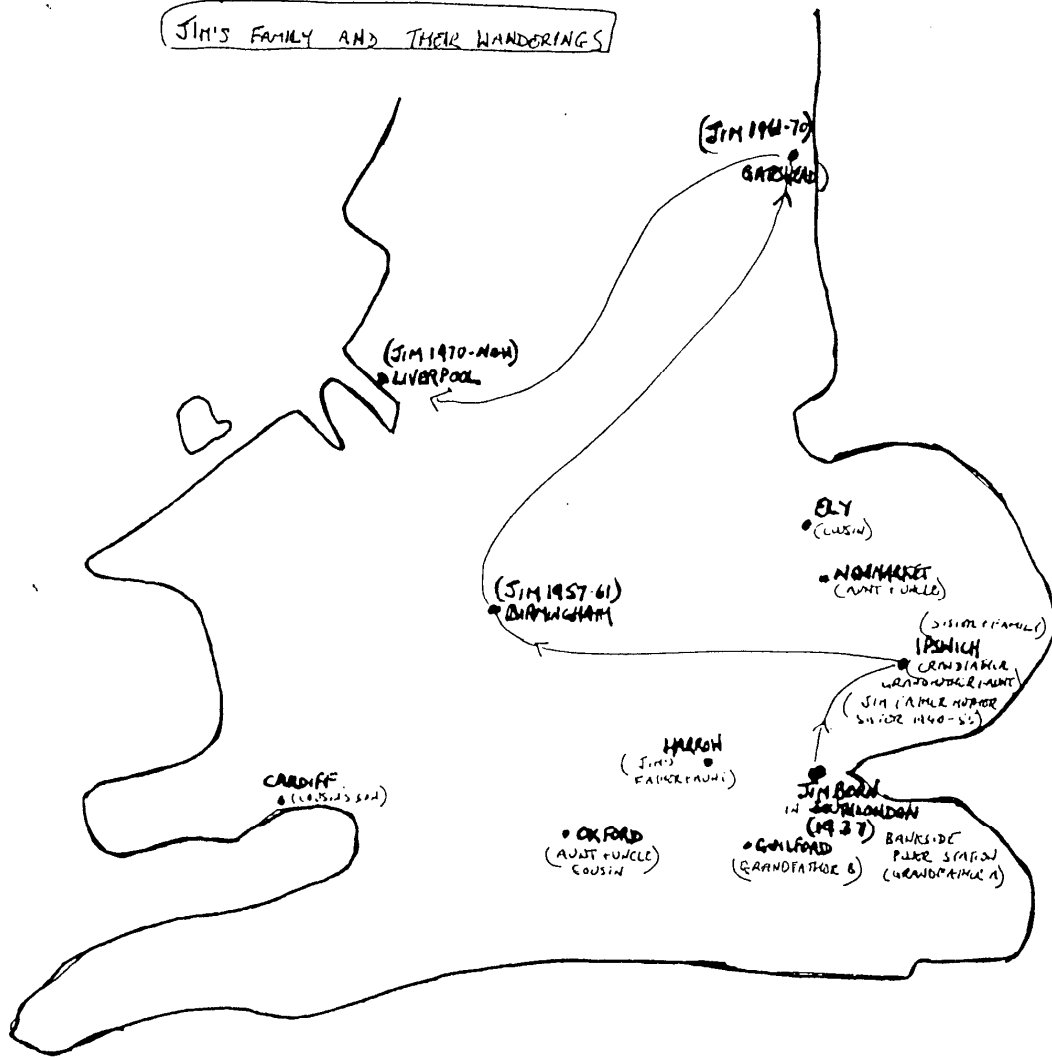 JIM'S FAMILY AND THEIR WANDERINGS
(JIM 1961-70)
GATESHEAD
(JIM 1970-NOW)
LIVERPOOL
ELY
(COUSIN)
NEWMARKET
(AUNT + UNCLE)
(JIM 1957-61)
BIRMINGHAM
(SISTER + FAMILY)
IPSWICH
GRANDFATHER
GRANDMOTHER + AUNT
(JIM FATHER MOTHER
SISTER 1940-55)
HARROW
(JIM'S
FATHER + AUNT)
CARDIFF
(COUSIN'S SON)
JIM BORN
IN SOUTH LONDON
(1937)
OXFORD
(AUNT + UNCLE)
COUSIN
GUILFORD
(GRANDFATHER B)
BANKSIDE
POWER STATION
(GRANDFATHER A)